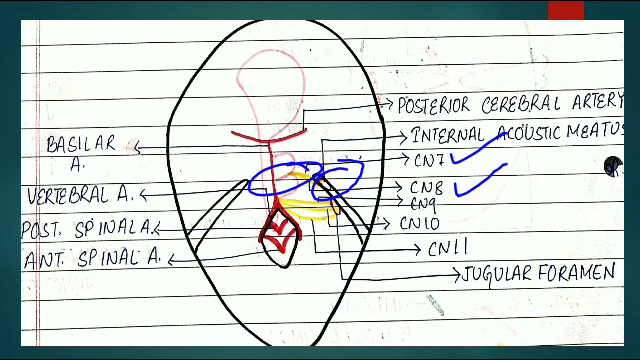 POSTERIOR CEREBRAL ARTERY
INTERNAL ACOUSTIC MEATUS
CN7
CN8
CN9
CN10
CN11
JUGULAR FORAMEN
BASILAR
A.
VERTEBRAL A.
POST. SPINAL A.
ANT. SPINAL A.